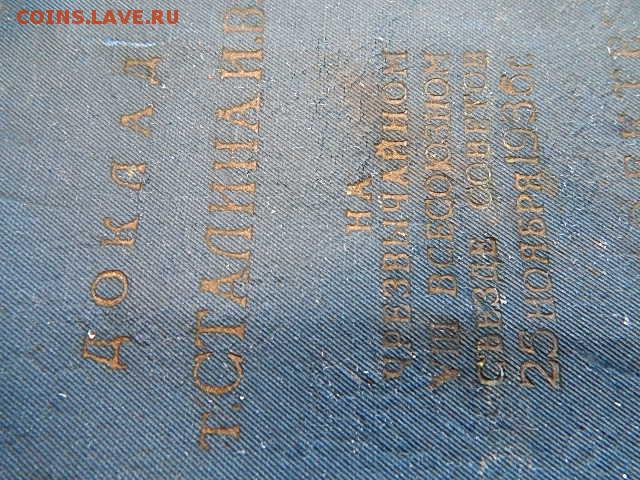 COINS.LAVE.RU
ДОКЛАД
Т. СТАЛИНА И.В
НА
ЧРЕЗВЫЧАЙНОМ
VIII ВСЕСОЮЗНОМ
СЪЕЗДЕ СОВЕТОВ
25 НОЯБРЯ 1936 г.